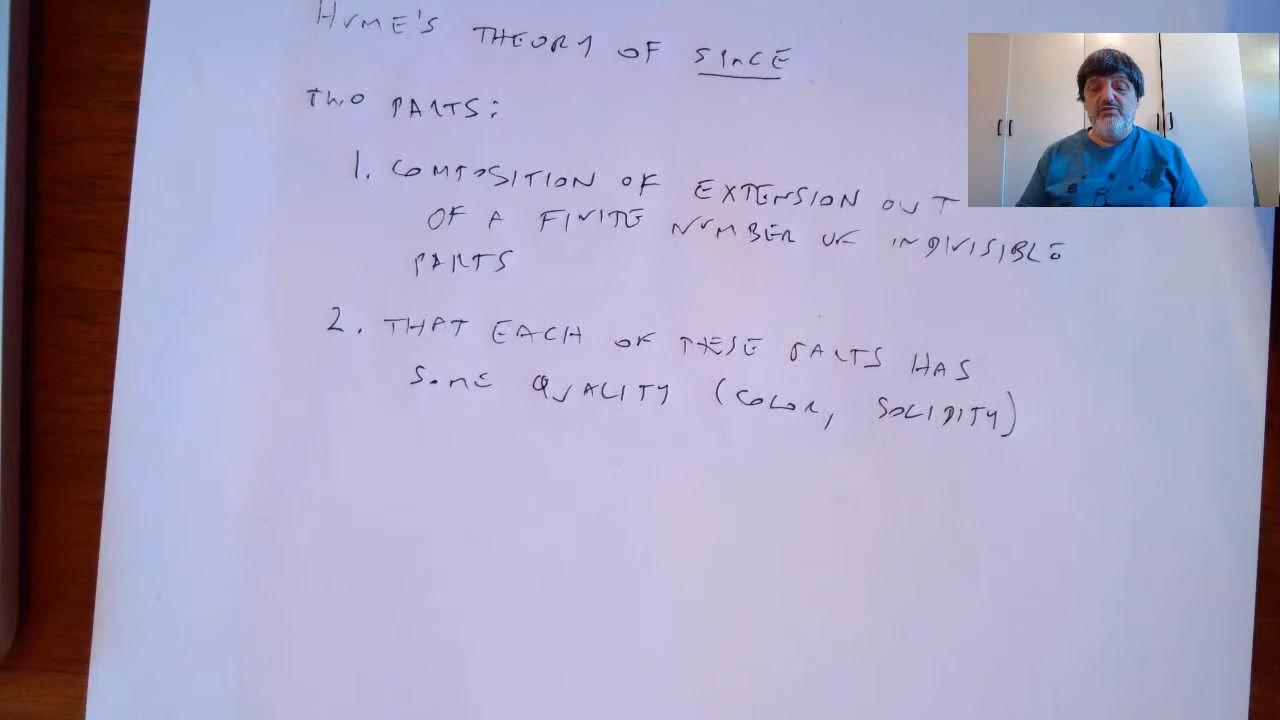 HUME'S THEORY OF SPACE
TWO PARTS:
1. COMPOSITION OF EXTENSION OUT
OF A FINITE NUMBER OF INDIVISIBLE
PARTS
2. THAT EACH OF THESE PARTS HAS
SOME QUALITY (COLOR, SOLIDITY)